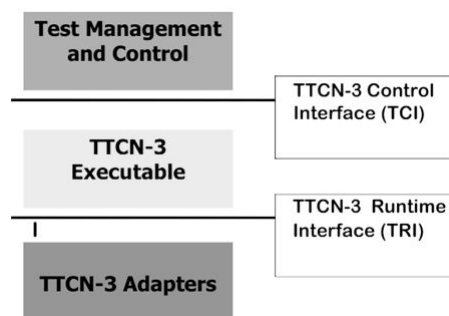 Test Management
and Control
TTCN-3 Control
Interface (TCI)
TTCN-3
Executable
TTCN-3 Runtime
Interface (TRI)
TTCN-3 Adapters